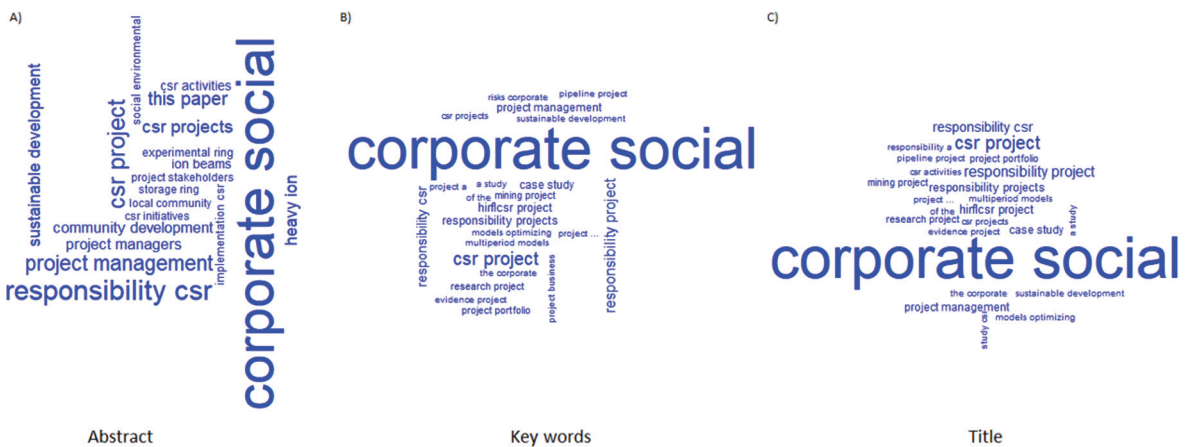 A)
social environmental
csr activities
this paper
csr project
csr projects
sustainable development
experimental ring
ion beams
project stakeholders
storage ring
local community
csr initiatives
community development
project managers
project management
implementation csr
responsibility csr
corporate social
heavy ion
Abstract
B)
risks corporate
pipeline project
project management
csr projects
sustainable development
corporate social
project a
a study
case study
of the
mining project
hirflcsr project
responsibility csr
responsibility project
responsibility projects
models optimizing
project ...
multiperiod models
csr project
the corporate
project business
research project
evidence project
project portfolio
Key words
C)
responsibility csr
responsibility a
csr project
pipeline project
project portfolio
csr activities
responsibility project
mining project
responsibility projects
project ...
multiperiod models
of the
hirflcsr project
research project
csr projects
a study
evidence project
case study
corporate social
the corporate
sustainable development
project management
study csr
models optimizing
Title